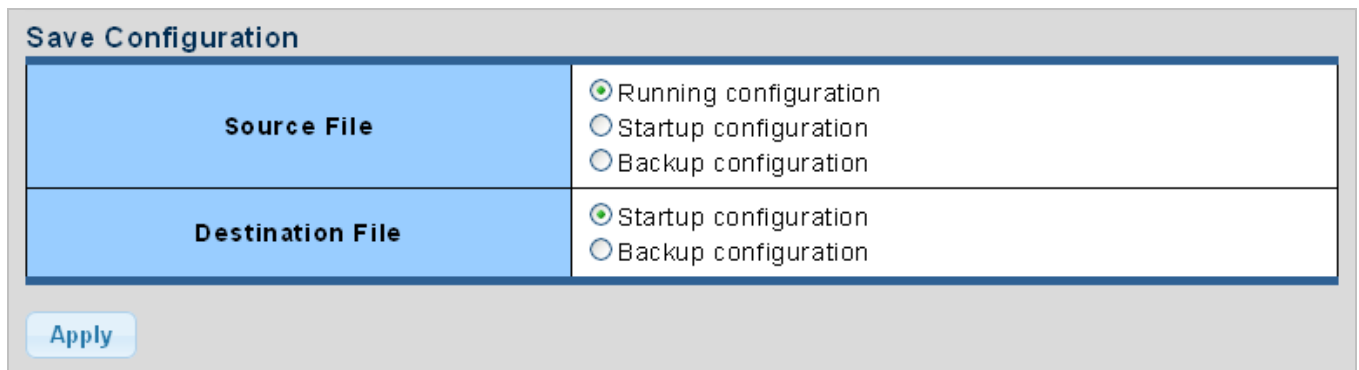 Save Configuration
Source File
Running configuration
Startup configuration
Backup configuration
Destination File
Startup configuration
Backup configuration
Apply